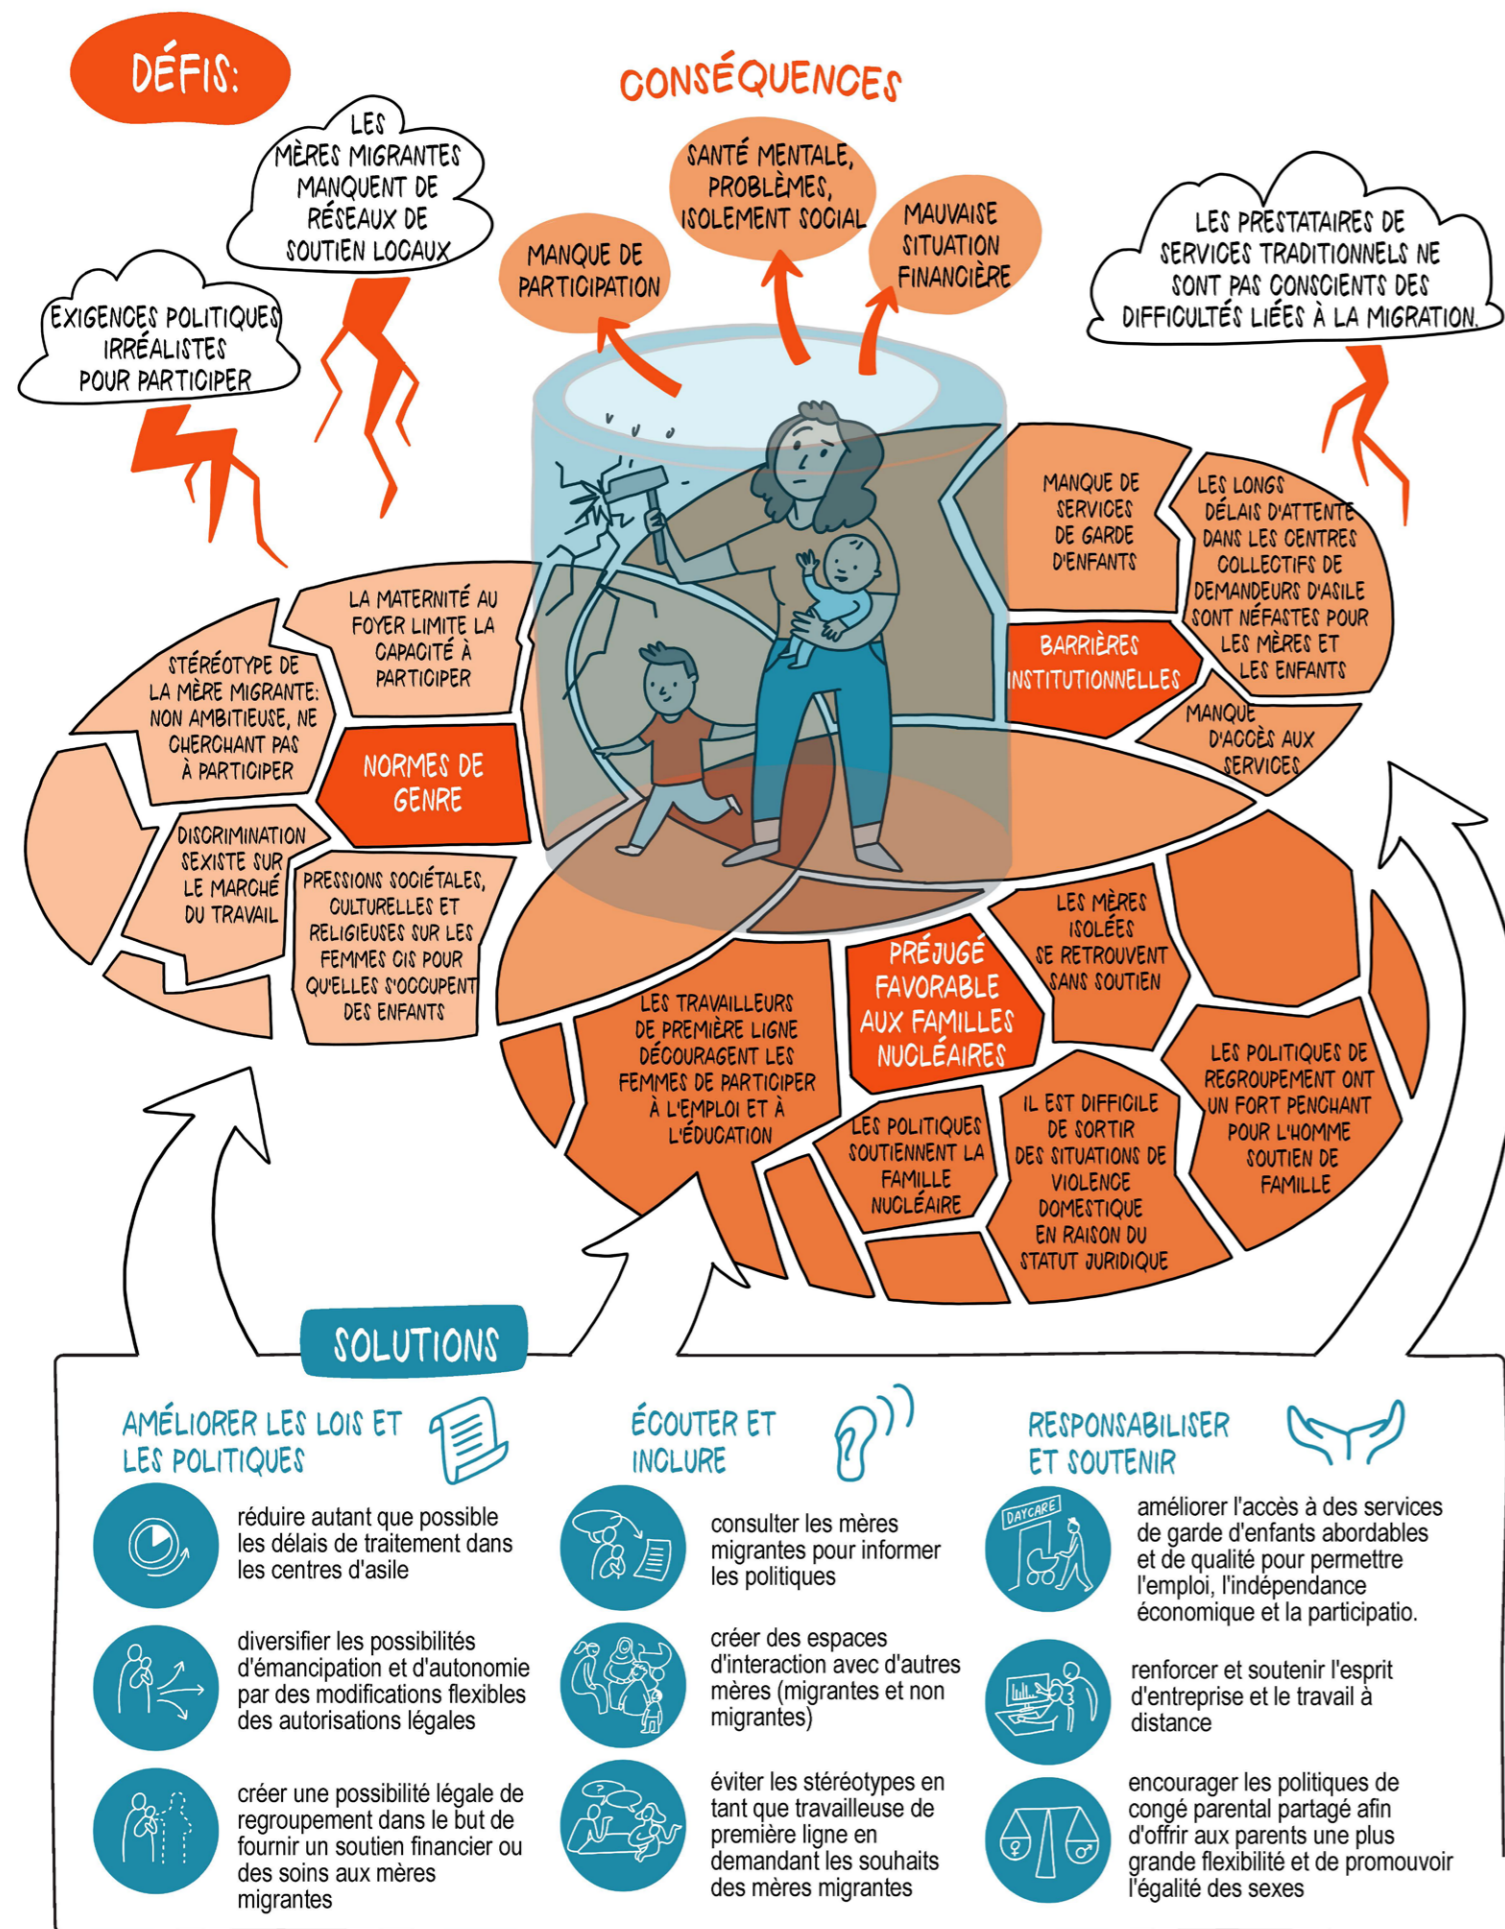 DÉFIS:
CONSÉQUENCES
LES
MÈRES MIGRANTES
MANQUENT DE
RÉSEAUX DE
SOUTIEN LOCAUX
EXIGENCES POLITIQUES
IRRÉALISTES
POUR PARTICIPER
MANQUE DE
PARTICIPATION
SANTÉ MENTALE,
PROBLÈMES,
ISOLEMENT SOCIAL
MAUVAISE
SITUATION
FINANCIÈRE
LES PRESTATAIRES DE
SERVICES TRADITIONNELS NE
SONT PAS CONSCIENTS DES
DIFFICULTÉS LIÉES À LA MIGRATION.
LA MATERNITÉ AU
FOYER LIMITE LA
CAPACITÉ À
PARTICIPER
STÉRÉOTYPE DE
LA MÈRE MIGRANTE:
NON AMBITIEUSE, NE
CHERCHANT PAS
À PARTICIPER
NORMES DE
GENRE
DISCRIMINATION
SEXISTE SUR
LE MARCHÉ
DU TRAVAIL
PRESSIONS SOCIÉTALES,
CULTURELLES ET
RELIGIEUSES SUR LES
FEMMES CIS POUR
QU'ELLES S'OCCUPENT
DES ENFANTS
MANQUE DE
SERVICES
DE GARDE
D'ENFANTS
LES LONGS
DÉLAIS D'ATTENTE
DANS LES CENTRES
COLLECTIFS DE
DEMANDEURS D'ASILE
SONT NÉFASTES POUR
LES MÈRES ET
LES ENFANTS
BARRIÈRES
INSTITUTIONNELLES
MANQUE
D'ACCÈS AUX
SERVICES
LES TRAVAILLEURS
DE PREMIÈRE LIGNE
DÉCOURAGENT LES
FEMMES DE PARTICIPER
À L'EMPLOI ET À
L'ÉDUCATION
PRÉJUGÉ
FAVORABLE
AUX FAMILLES
NUCLÉAIRES
LES MÈRES
ISOLÉES
SE RETROUVENT
SANS SOUTIEN
LES POLITIQUES
SOUTIENNENT LA
FAMILLE
NUCLÉAIRE
IL EST DIFFICILE
DE SORTIR
DES SITUATIONS DE
VIOLENCE
DOMESTIQUE
EN RAISON DU
STATUT JURIDIQUE
LES POLITIQUES DE
REGROUPEMENT ONT
UN FORT PENCHANT
POUR L'HOMME
SOUTIEN DE
FAMILLE
SOLUTIONS
AMÉLIORER LES LOIS ET
LES POLITIQUES
réduire autant que possible
les délais de traitement dans
les centres d'asile
diversifier les possibilités
d'émancipation et d'autonomie
par des modifications flexibles
des autorisations légales
créer une possibilité légale de
regroupement dans le but de
fournir un soutien financier ou
des soins aux mères
migrantes
ÉCOUTER ET
INCLURE
consulter les mères
migrantes pour informer
les politiques
créer des espaces
d'interaction avec d'autres
mères (migrantes et non
migrantes)
?
éviter les stéréotypes en
tant que travailleuse de
première ligne en
demandant les souhaits
des mères migrantes
RESPONSABILISER
ET SOUTENIR
DAYCARE
améliorer l'accès à des services
de garde d'enfants abordables
et de qualité pour permettre
l'emploi, l'indépendance
économique et la participatio.
renforcer et soutenir l'esprit
d'entreprise et le travail à
distance
encourager les politiques de
congé parental partagé afin
d'offrir aux parents une plus
grande flexibilité et de promouvoir
l'égalité des sexes